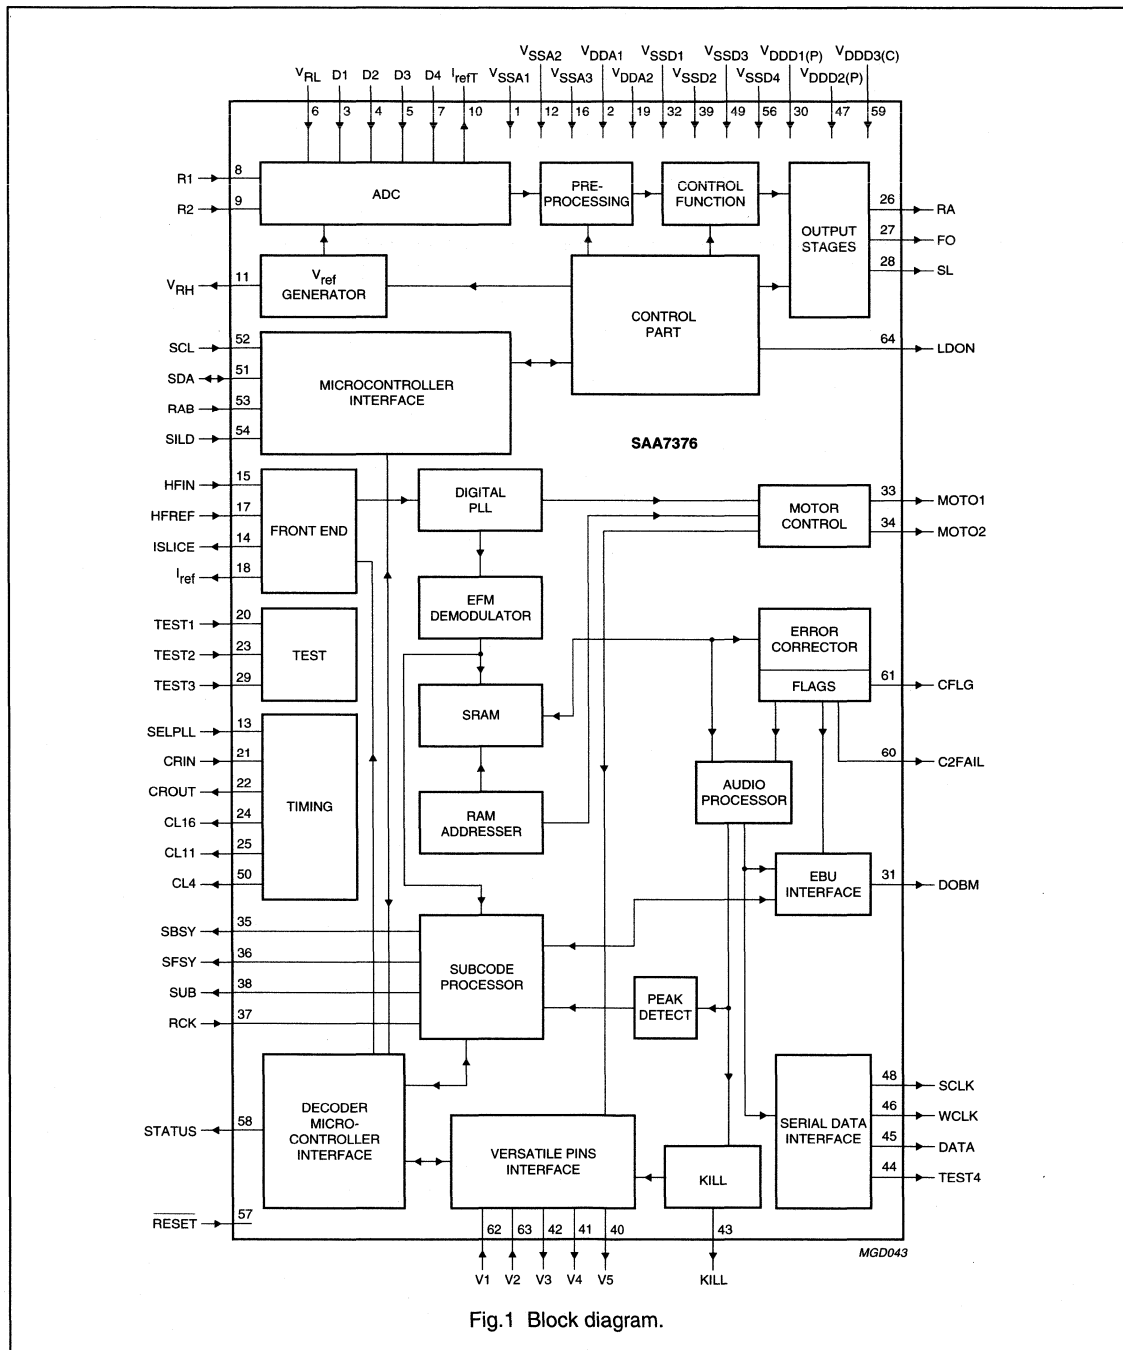 VSSA2 VDDA1 VSSD1 VSSD3 VDDD1(P) VDDD3(C)
VRL D1 D2 D3 D4 IrefT VSSA1 VSSA3 VDDA2 VSSD2 VSSD4 VDDD2(P)
6 3 4 5 7 10 1 12 16 2 19 32 39 49 56 30 47 59
R1 8
R2 9
ADC
PRE-
PROCESSING
CONTROL
FUNCTION
OUTPUT
STAGES
26 RA
27 FO
28 SL
VRH 11
Vref
GENERATOR
CONTROL
PART
64 LDON
SCL 52
SDA 51
RAB 53
SILD 54
MICROCONTROLLER
INTERFACE
SAA7376
HFIN 15
HFREF 17
ISLICE 14
Iref 18
FRONT END
DIGITAL
PLL
MOTOR
CONTROL
33 MOTO1
34 MOTO2
EFM
DEMODULATOR
TEST1 20
TEST2 23
TEST3 29
TEST
ERROR
CORRECTOR
FLAGS
61 CFLG
60 C2FAIL
SRAM
SELPLL 13
CRIN 21
CROUT 22
CL16 24
CL11 25
CL4 50
TIMING
RAM
ADDRESSER
AUDIO
PROCESSOR
EBU
INTERFACE
31 DOBM
SBSY 35
SFSY 36
SUB 38
RCK 37
SUBCODE
PROCESSOR
PEAK
DETECT
STATUS 58
DECODER
MICRO-
CONTROLLER
INTERFACE
VERSATILE PINS
INTERFACE
KILL
SERIAL DATA
INTERFACE
48 SCLK
46 WCLK
45 DATA
44 TEST4
RESET 57
62 63 42 41 40 43
V1 V2 V3 V4 V5 KILL
MGD043
Fig.1 Block diagram.